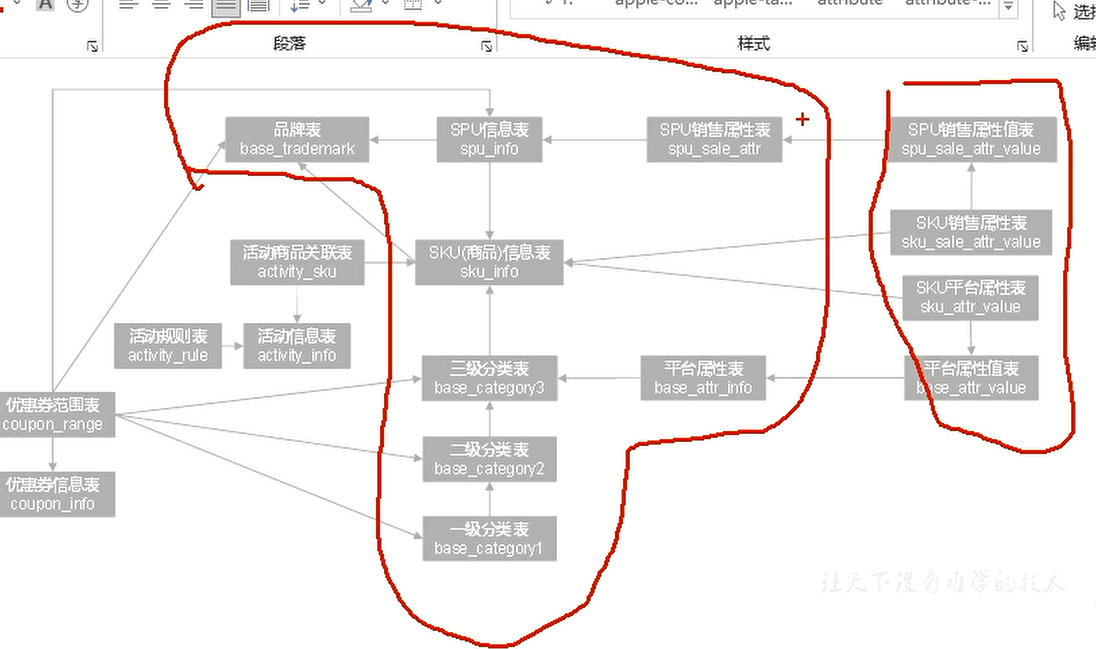 apple-co...
apple-ta...
attribute
attribute-...
选择
段落
样式
编辑
品牌表
base_trademark
SPU信息表
spu_info
SPU销售属性表
spu_sale_attr
SPU销售属性值表
spu_sale_attr_value
活动商品关联表
activity_sku
SKU(商品)信息表
sku_info
SKU销售属性表
sku_sale_attr_value
SKU平台属性表
sku_attr_value
活动规则表
activity_rule
活动信息表
activity_info
三级分类表
base_category3
平台属性表
base_attr_info
平台属性值表
base_attr_value
优惠券范围表
coupon_range
二级分类表
base_category2
优惠券信息表
coupon_info
一级分类表
base_category1
让天下没有难学的技术